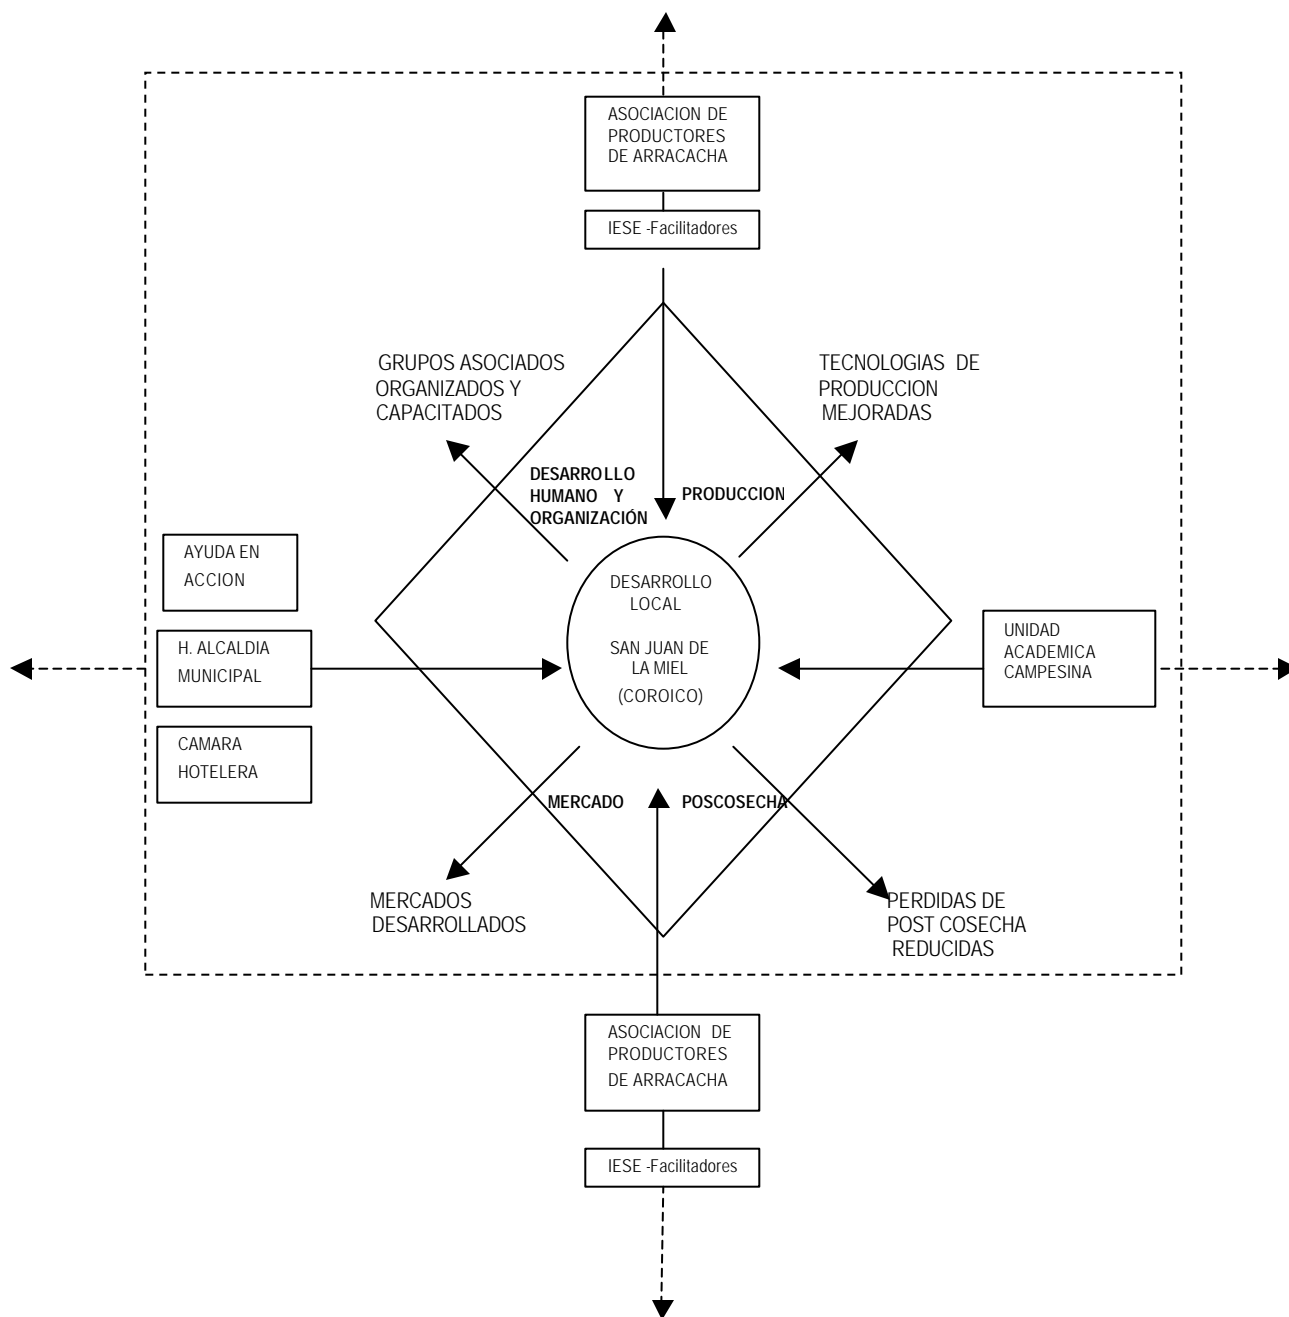 ASOCIACION DE
PRODUCTORES
DE ARRACACHA
IESE -Facilitadores
GRUPOS ASOCIADOS
ORGANIZADOS Y
CAPACITADOS
TECNOLOGIAS DE
PRODUCCION
MEJORADAS
DESARROLLO
HUMANO Y
ORGANIZACIÓN
PRODUCCION
AYUDA EN
ACCION
H. ALCALDIA
MUNICIPAL
CAMARA
HOTELERA
DESARROLLO
LOCAL
SAN JUAN DE
LA MIEL
(COROICO)
UNIDAD
ACADEMICA
CAMPESINA
MERCADO
POSCOSECHA
MERCADOS
DESARROLLADOS
PERDIDAS DE
POST COSECHA
REDUCIDAS
ASOCIACION DE
PRODUCTORES
DE ARRACACHA
IESE -Facilitadores